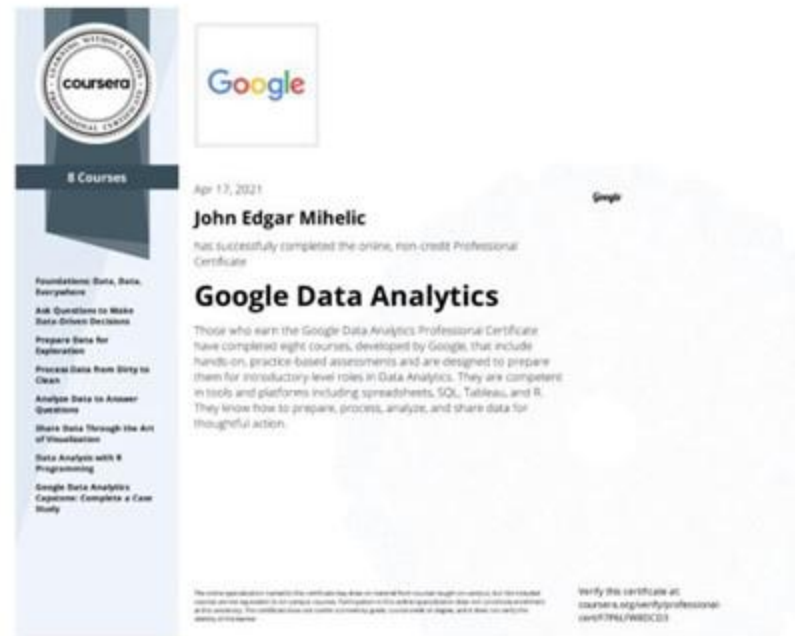 LEARNING WITHOUT LIMITS
coursera
PROFESSIONAL CERTIFICATE
8 Courses
Foundations: Data, Data,
Everywhere
Ask Questions to Make
Data-Driven Decisions
Prepare Data for
Exploration
Process Data from Dirty to
Clean
Analyze Data to Answer
Questions
Share Data Through the Art
of Visualization
Data Analysis with R
Programming
Google Data Analytics
Capstone: Complete a Case
Study
Google
Apr 17, 2021
John Edgar Mihelic
has successfully completed the online, non-credit Professional
Certificate
Google Data Analytics
Those who earn the Google Data Analytics Professional Certificate
have completed eight courses, developed by Google, that include
hands-on, practice-based assessments and are designed to prepare
them for introductory-level roles in Data Analytics. They are competent
in tools and platforms including spreadsheets, SQL, Tableau, and R.
They know how to prepare, process, analyze, and share data for
thoughtful action.
Google
Verify this certificate at:
coursera.org/verify/professional-